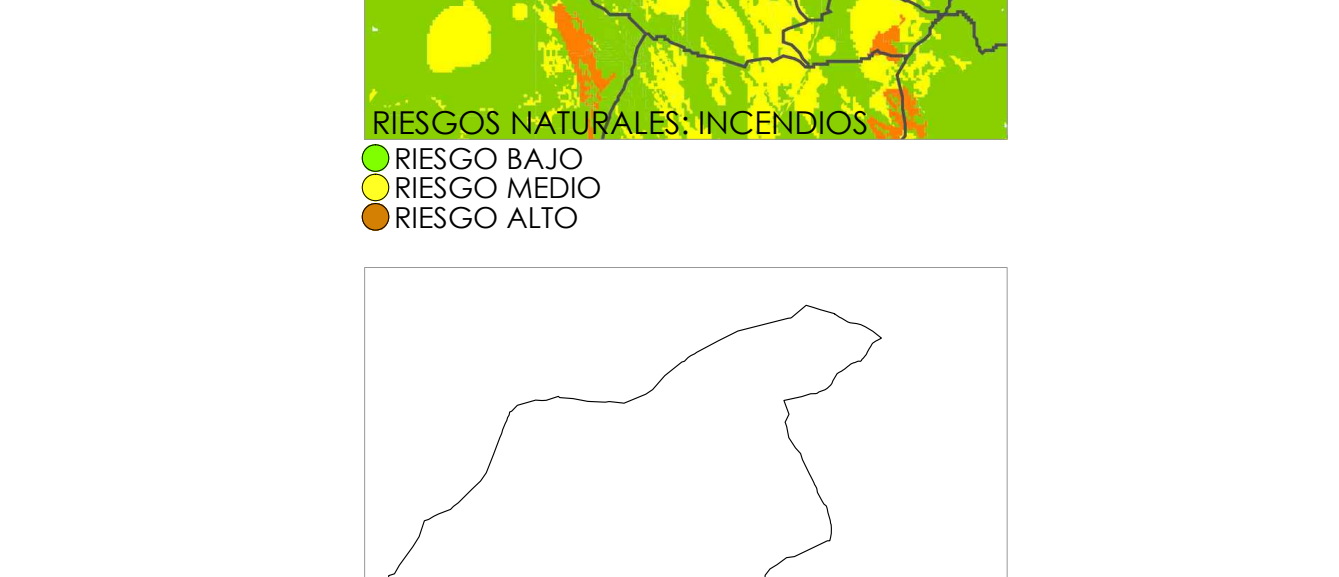 RIESGOS NATURALES: INCENDIOS
RIESGO BAJO
RIESGO MEDIO
RIESGO ALTO